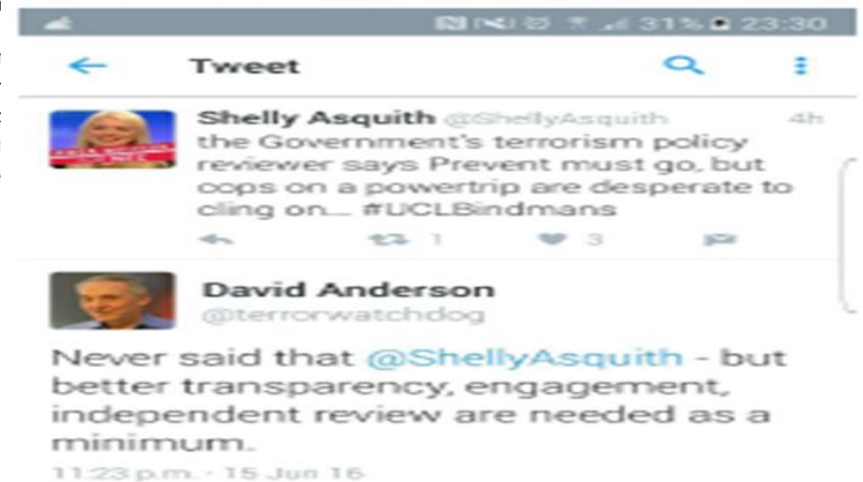 31% 23:30
Tweet
Shelly Asquith @ShellyAsquith 4h
the Government's terrorism policy
reviewer says Prevent must go, but
cops on a powertrip are desperate to
cling on... #UCLBindmans
1 3
David Anderson
@terrorwatchdog
Never said that @ShellyAsquith - but
better transparency, engagement,
independent review are needed as a
minimum.
11:23 p.m. - 15 Jun 16